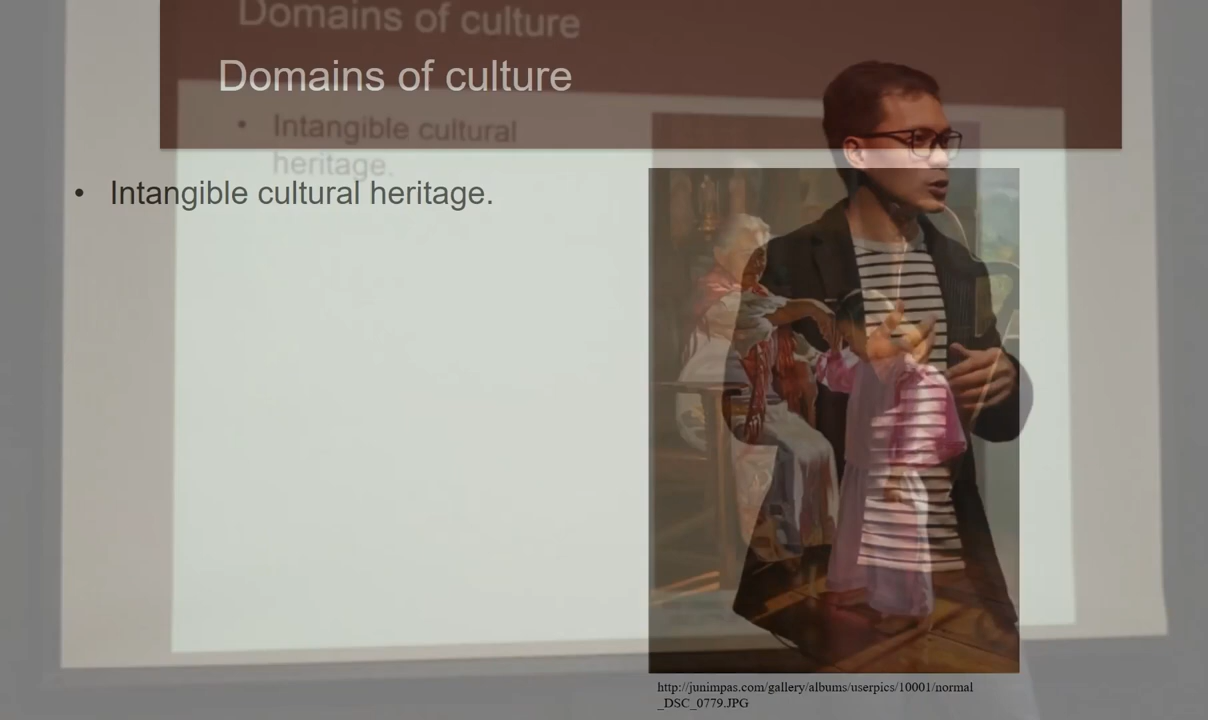 Domains of culture
Domains of culture
• Intangible cultural
heritage.
• Intangible cultural heritage.
http://junimpas.com/gallery/albums/userpics/10001/normal
_DSC_0779.JPG